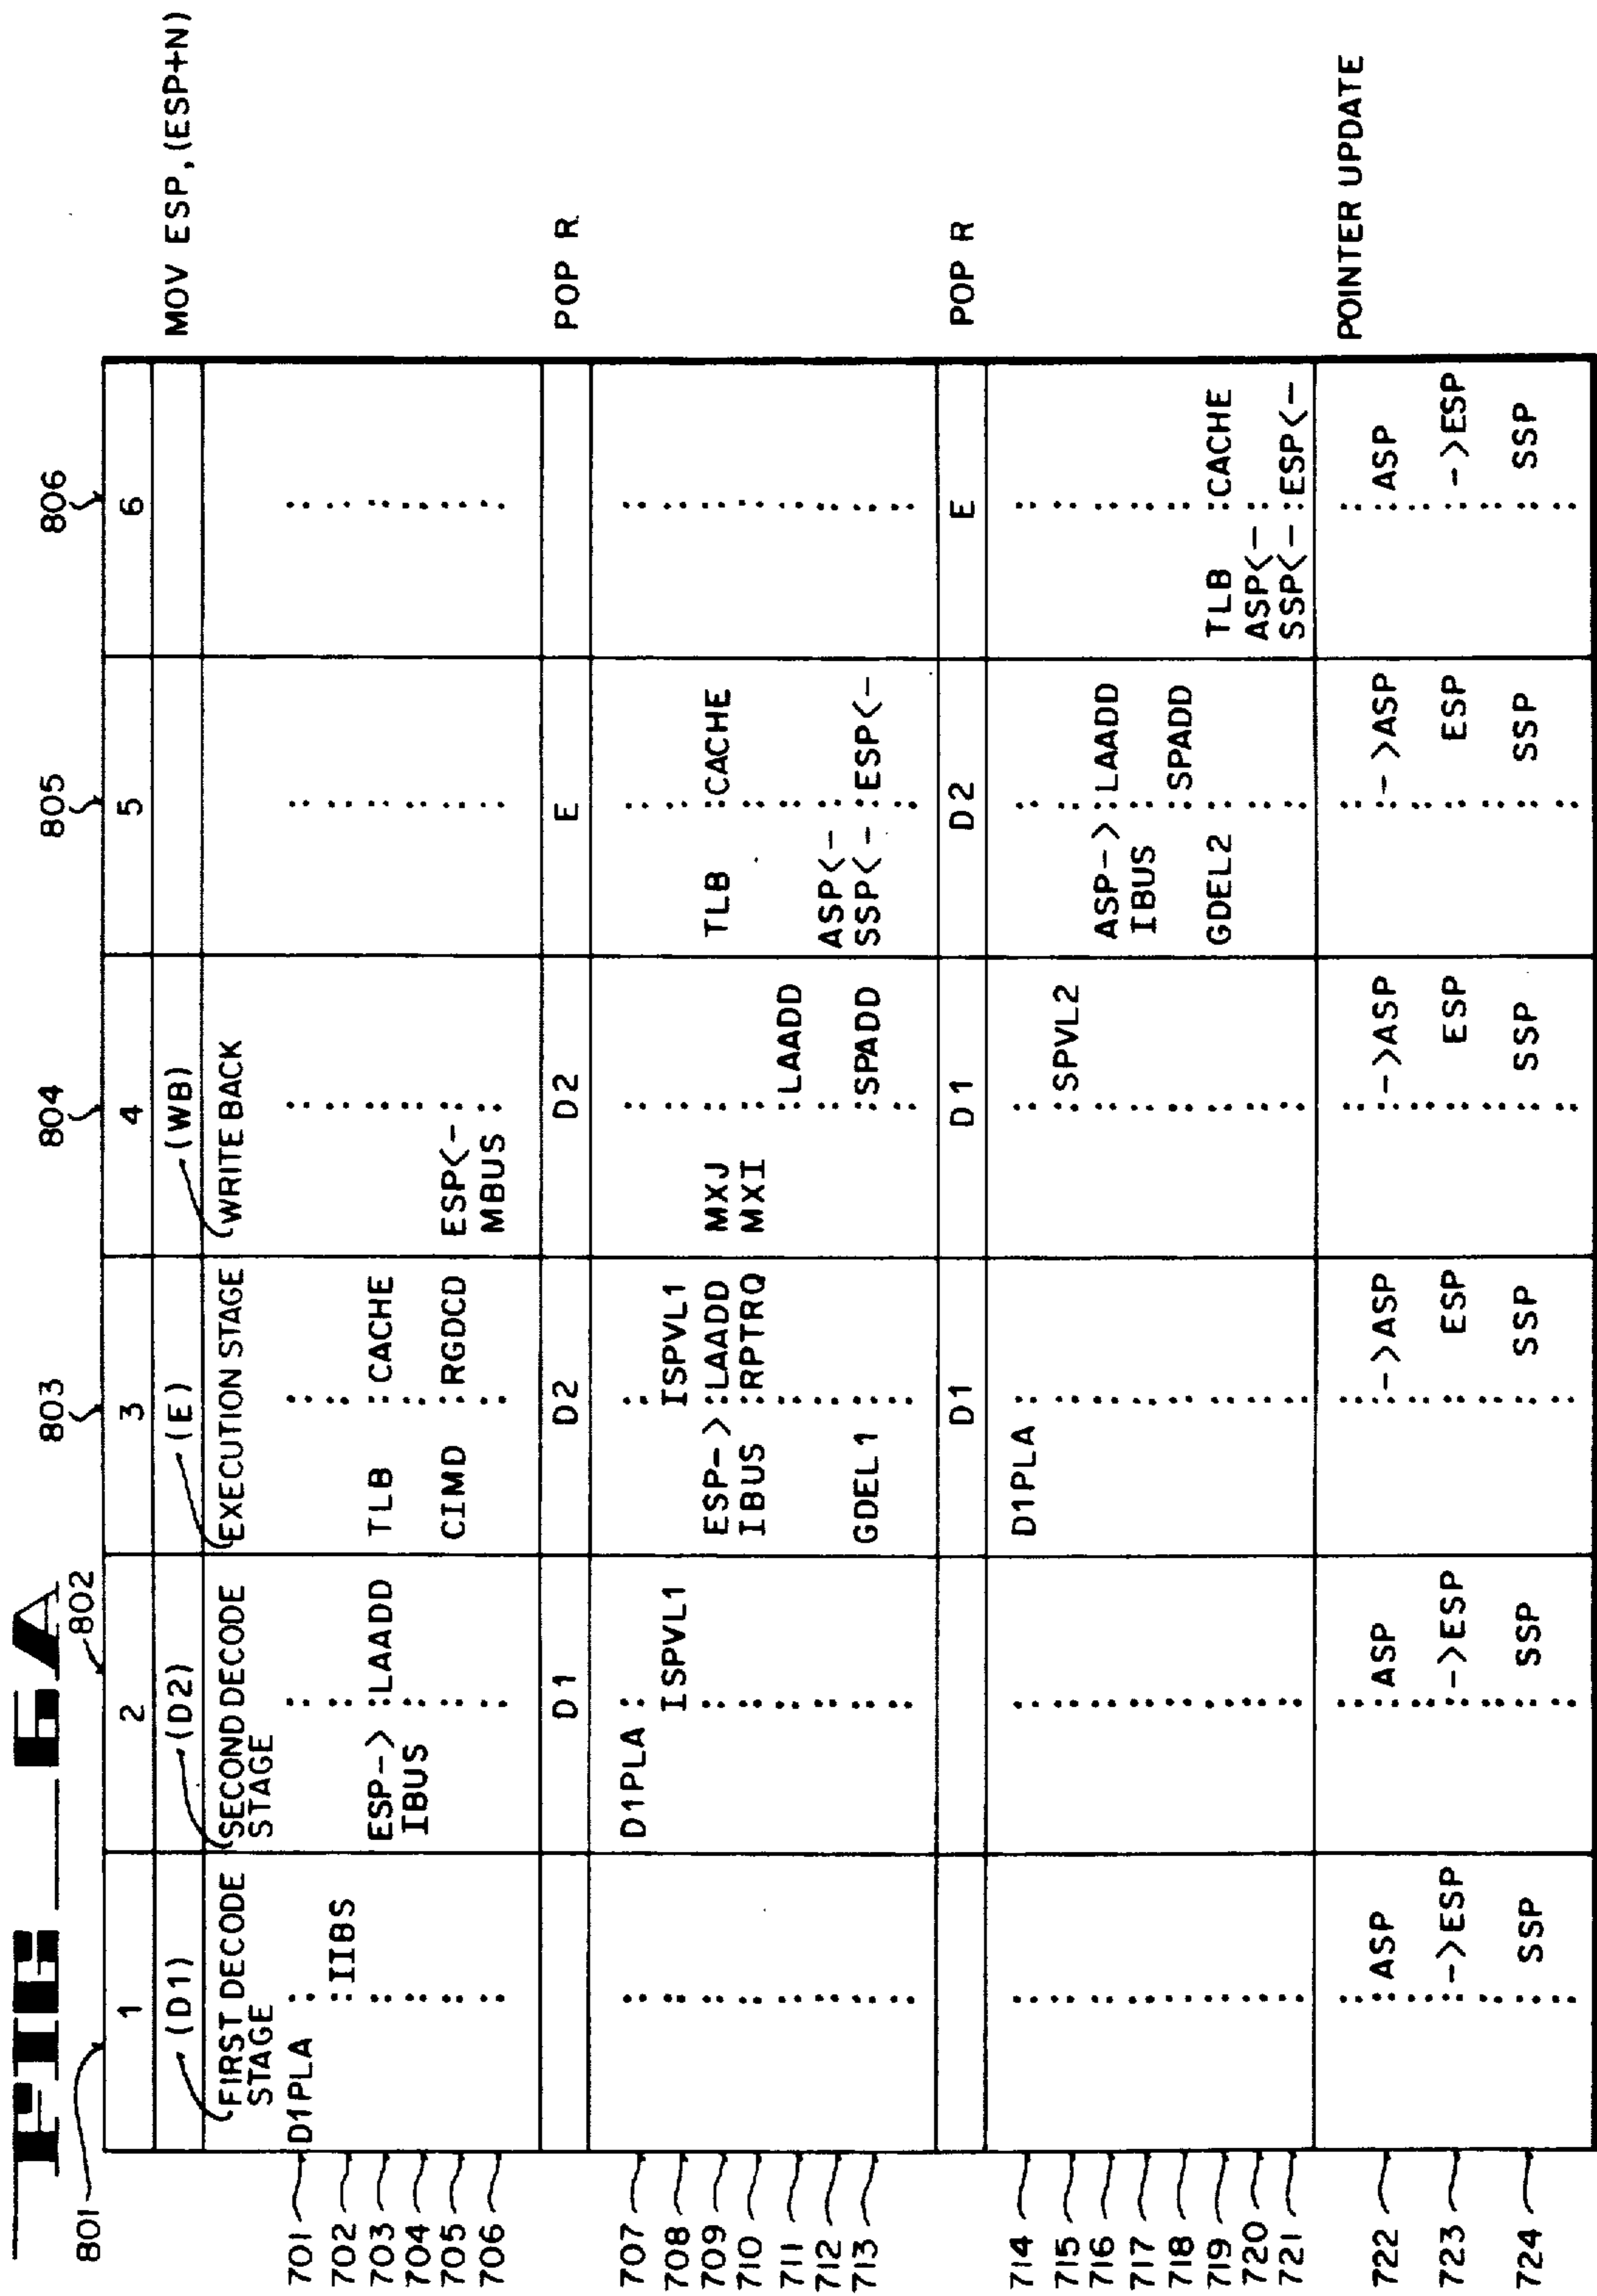 FIG 6A
801 802 803 804 805 806
1 2 3 4 5 6
(D1) (D2) (E) (WB) MOV ESP,(ESP+N)
FIRST DECODE SECOND DECODE EXECUTION STAGE WRITE BACK
STAGE STAGE
701 D1PLA :
702 :IIBS
703 ESP-> :LAADD TLB :CACHE
704 IBUS
705 CIMD :RGDCD ESP<-
706 MBUS
D1 D2 D2 E POP R
707 D1PLA :
708 ISPVL1 ISPVL1
709 ESP-> :LAADD MXJ TLB :CACHE
710 IBUS :RPTRQ MXI
711 :LAADD
712 ASP<-
713 GDEL1 :SPADD SSP<- :ESP<-
D1 D1 D2 E POP R
714 D1PLA
715 :SPVL2
716 ASP-> :LAADD
717 IBUS
718 :SPADD
719 GDEL2 TLB :CACHE
720 ASP<-
721 SSP<- :ESP<-
POINTER UPDATE
722 :ASP :ASP ->ASP ->ASP ->ASP ASP
723 ->ESP ->ESP ESP ESP ESP ->ESP
724 SSP SSP SSP SSP SSP SSP